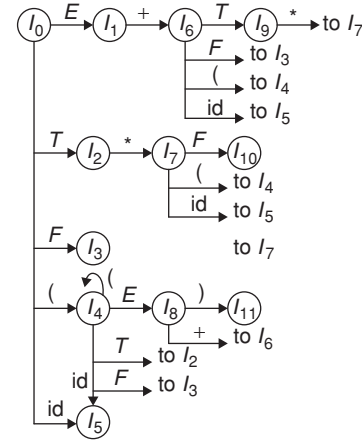 I0 E I1 + I6 T I9 * to I7
F to I3
( to I4
id to I5
T I2 * I7 F I10
( to I4
id to I5
F I3 to I7
(
( I4 E I8 ) I11
+ to I6
T to I2
id F to I3
id I5